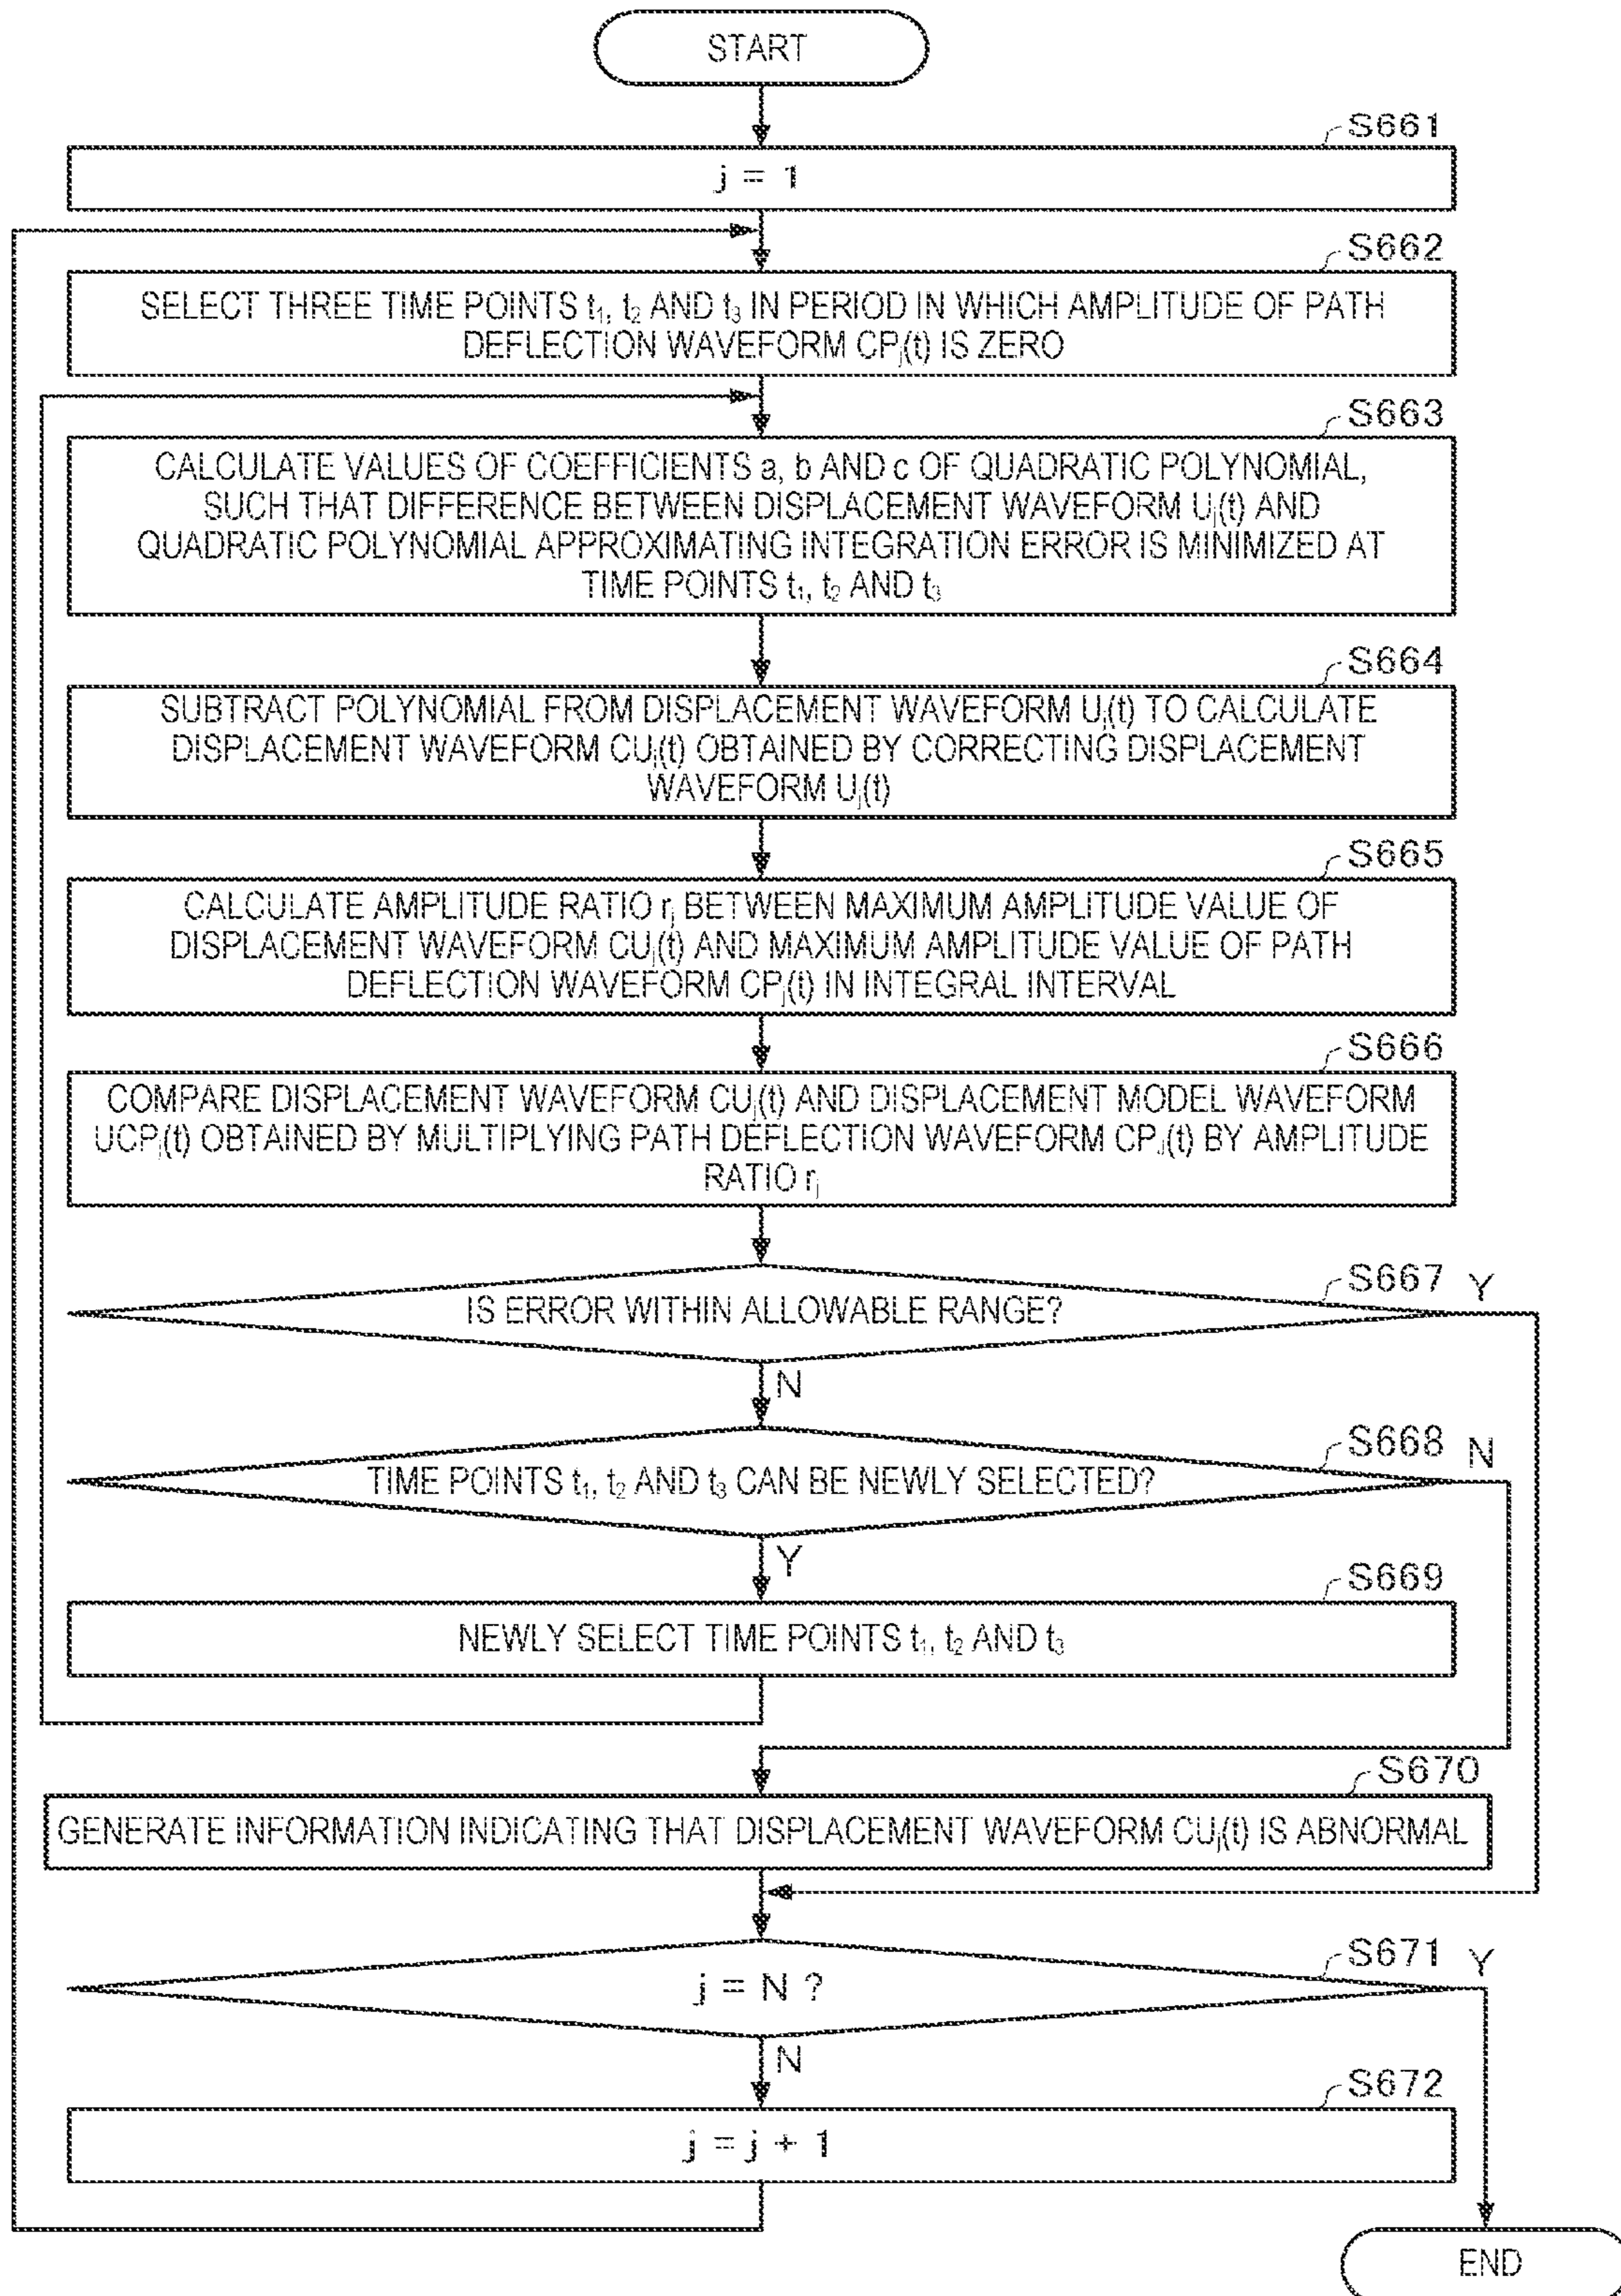 START
S661
j = 1
S662
SELECT THREE TIME POINTS t₁, t₂ AND t₃ IN PERIOD IN WHICH AMPLITUDE OF PATH
DEFLECTION WAVEFORM CPⱼ(t) IS ZERO
S663
CALCULATE VALUES OF COEFFICIENTS a, b AND c OF QUADRATIC POLYNOMIAL,
SUCH THAT DIFFERENCE BETWEEN DISPLACEMENT WAVEFORM Uⱼ(t) AND
QUADRATIC POLYNOMIAL APPROXIMATING INTEGRATION ERROR IS MINIMIZED AT
TIME POINTS t₁, t₂ AND t₃
S664
SUBTRACT POLYNOMIAL FROM DISPLACEMENT WAVEFORM Uⱼ(t) TO CALCULATE
DISPLACEMENT WAVEFORM CUⱼ(t) OBTAINED BY CORRECTING DISPLACEMENT
WAVEFORM Uⱼ(t)
S665
CALCULATE AMPLITUDE RATIO rⱼ BETWEEN MAXIMUM AMPLITUDE VALUE OF
DISPLACEMENT WAVEFORM CUⱼ(t) AND MAXIMUM AMPLITUDE VALUE OF PATH
DEFLECTION WAVEFORM CPⱼ(t) IN INTEGRAL INTERVAL
S666
COMPARE DISPLACEMENT WAVEFORM CUⱼ(t) AND DISPLACEMENT MODEL WAVEFORM
UCPⱼ(t) OBTAINED BY MULTIPLYING PATH DEFLECTION WAVEFORM CPⱼ(t) BY AMPLITUDE
RATIO rⱼ
S667 Y
IS ERROR WITHIN ALLOWABLE RANGE?
N
S668 N
TIME POINTS t₁, t₂ AND t₃ CAN BE NEWLY SELECTED?
Y
S669
NEWLY SELECT TIME POINTS t₁, t₂ AND t₃
S670
GENERATE INFORMATION INDICATING THAT DISPLACEMENT WAVEFORM CUⱼ(t) IS ABNORMAL
S671 Y
j = N ?
N
S672
j = j + 1
END